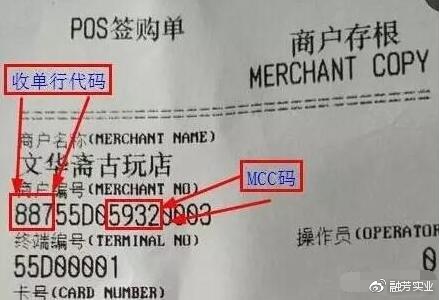 POS签购单
商户存根
MERCHANT COPY
收单行代码
商户名称(MERCHANT NAME)
文华斋古玩店
商户编号(MERCHANT NO)
MCC码
88755D059320003
终端编号(TERMINAL NO)
操作员(OPERATOR
55D00001
0
卡号(CARD NUMBER)
融芳实业